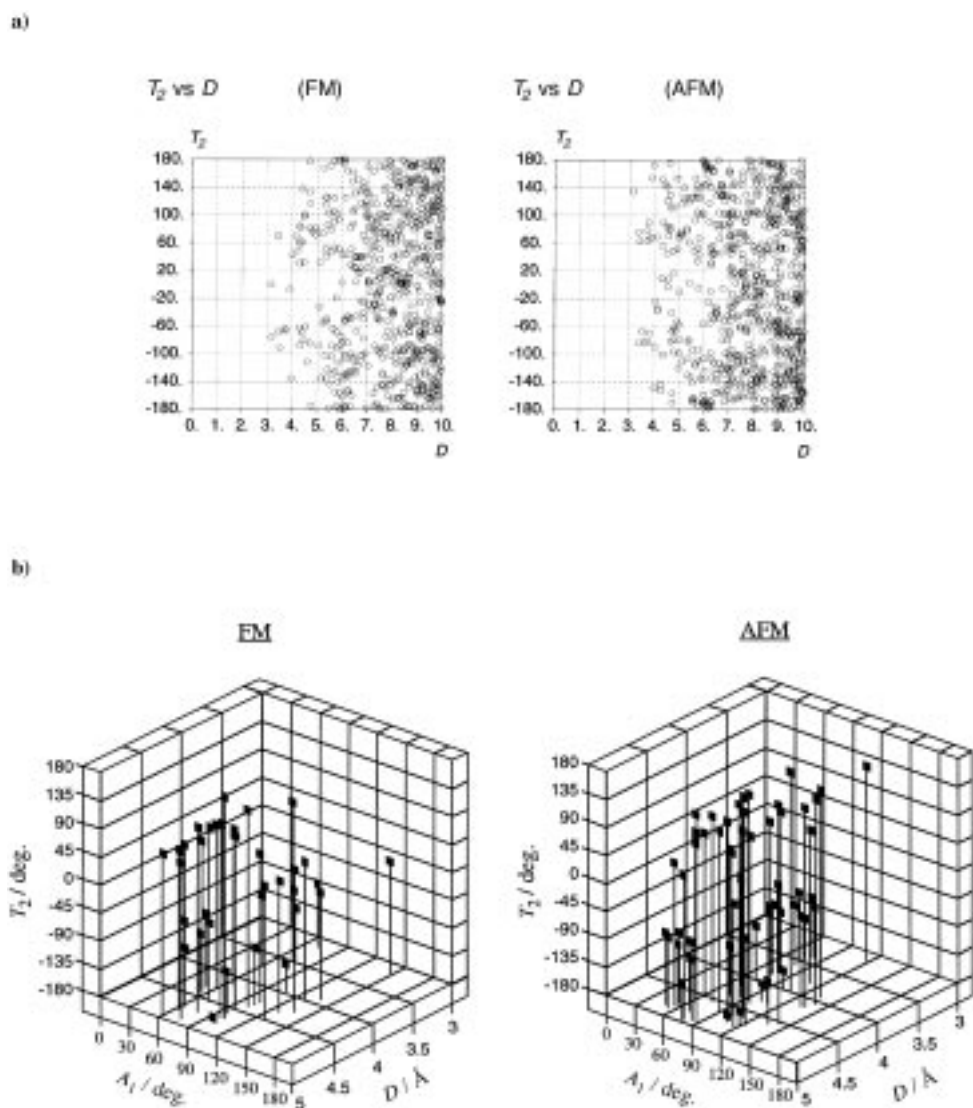 a)
T₂ vs D (FM)
T₂ vs D (AFM)
T₂
180.
140.
100.
60.
20.
-20.
-60.
-100.
-140.
-180.
0. 1. 2. 3. 4. 5. 6. 7. 8. 9. 10.
D
T₂
180.
140.
100.
60.
20.
-20.
-60.
-100.
-140.
-180.
0. 1. 2. 3. 4. 5. 6. 7. 8. 9. 10.
D
b)
FM
AFM
T₂ / deg.
180
135
90
45
0
-45
-90
-135
-180
0 30 60 90 120 150 180
A₁ / deg.
5 4.5 4 3.5 3
D / Å
T₂ / deg.
180
135
90
45
0
-45
-90
-135
-180
0 30 60 90 120 150 180
A₁ / deg.
5 4.5 4 3.5 3
D / Å